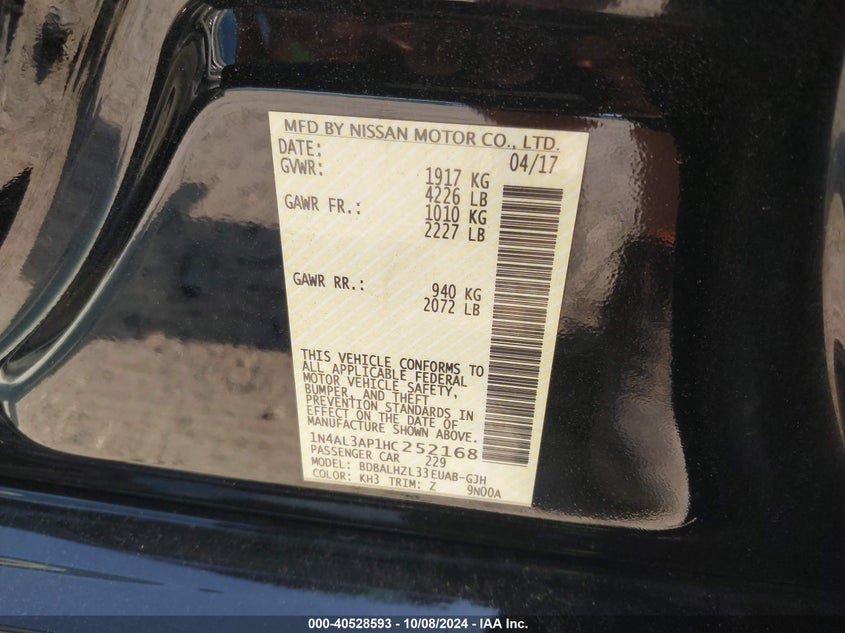 MFD BY NISSAN MOTOR CO., LTD.
DATE: 04/17
GVWR: 1917 KG
4226 LB
GAWR FR.: 1010 KG
2227 LB
GAWR RR.: 940 KG
2072 LB
THIS VEHICLE CONFORMS TO
ALL APPLICABLE FEDERAL
MOTOR VEHICLE SAFETY,
BUMPER, AND THEFT
PREVENTION STANDARDS IN
EFFECT ON THE DATE OF
MANUFACTURE SHOWN ABOVE.
1N4AL3AP1HC252168
PASSENGER CAR 229
MODEL: BDBALHZL33EUAB-GJH
COLOR: KH3 TRIM: Z 9N00A
000-40528593 - 10/08/2024 - IAA Inc.